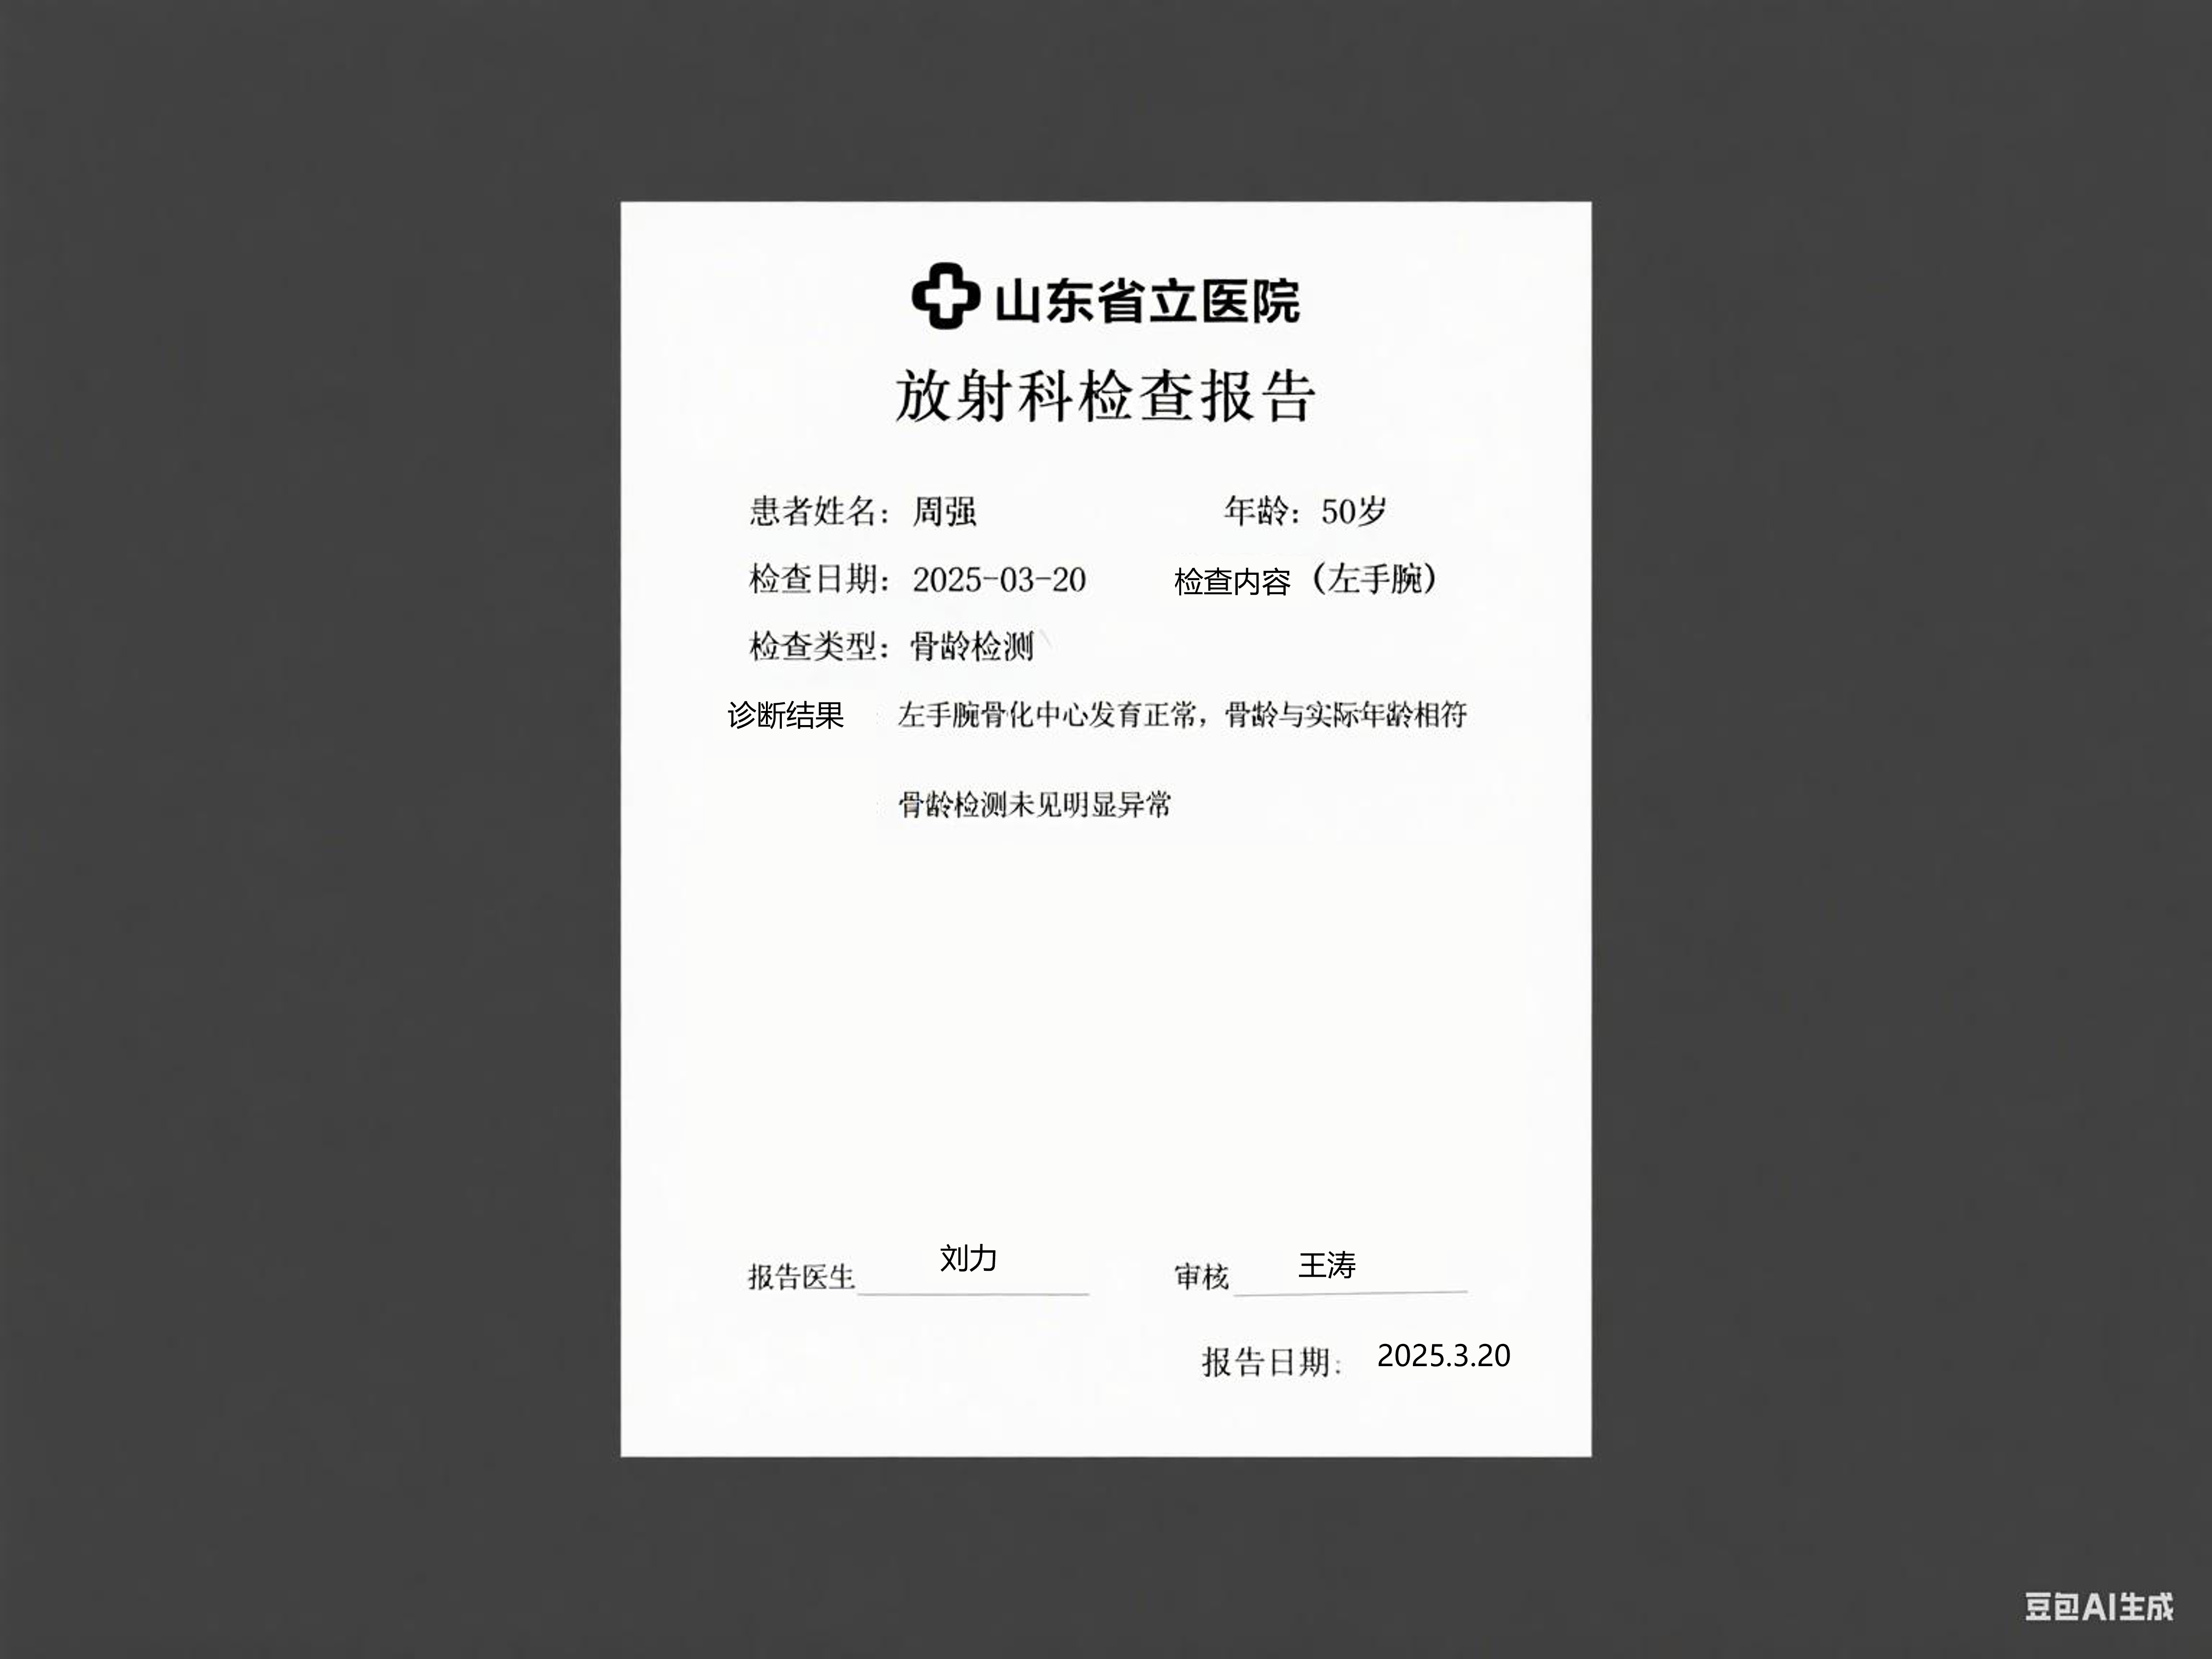 山东省立医院
放射科检查报告
患者姓名：周强 年龄：50岁
检查日期：2025-03-20 检查内容（左手腕）
检查类型：骨龄检测
诊断结果 左手腕骨化中心发育正常，骨龄与实际年龄相符
骨龄检测未见明显异常
报告医生 刘力 审核 王涛
报告日期： 2025.3.20
豆包AI生成